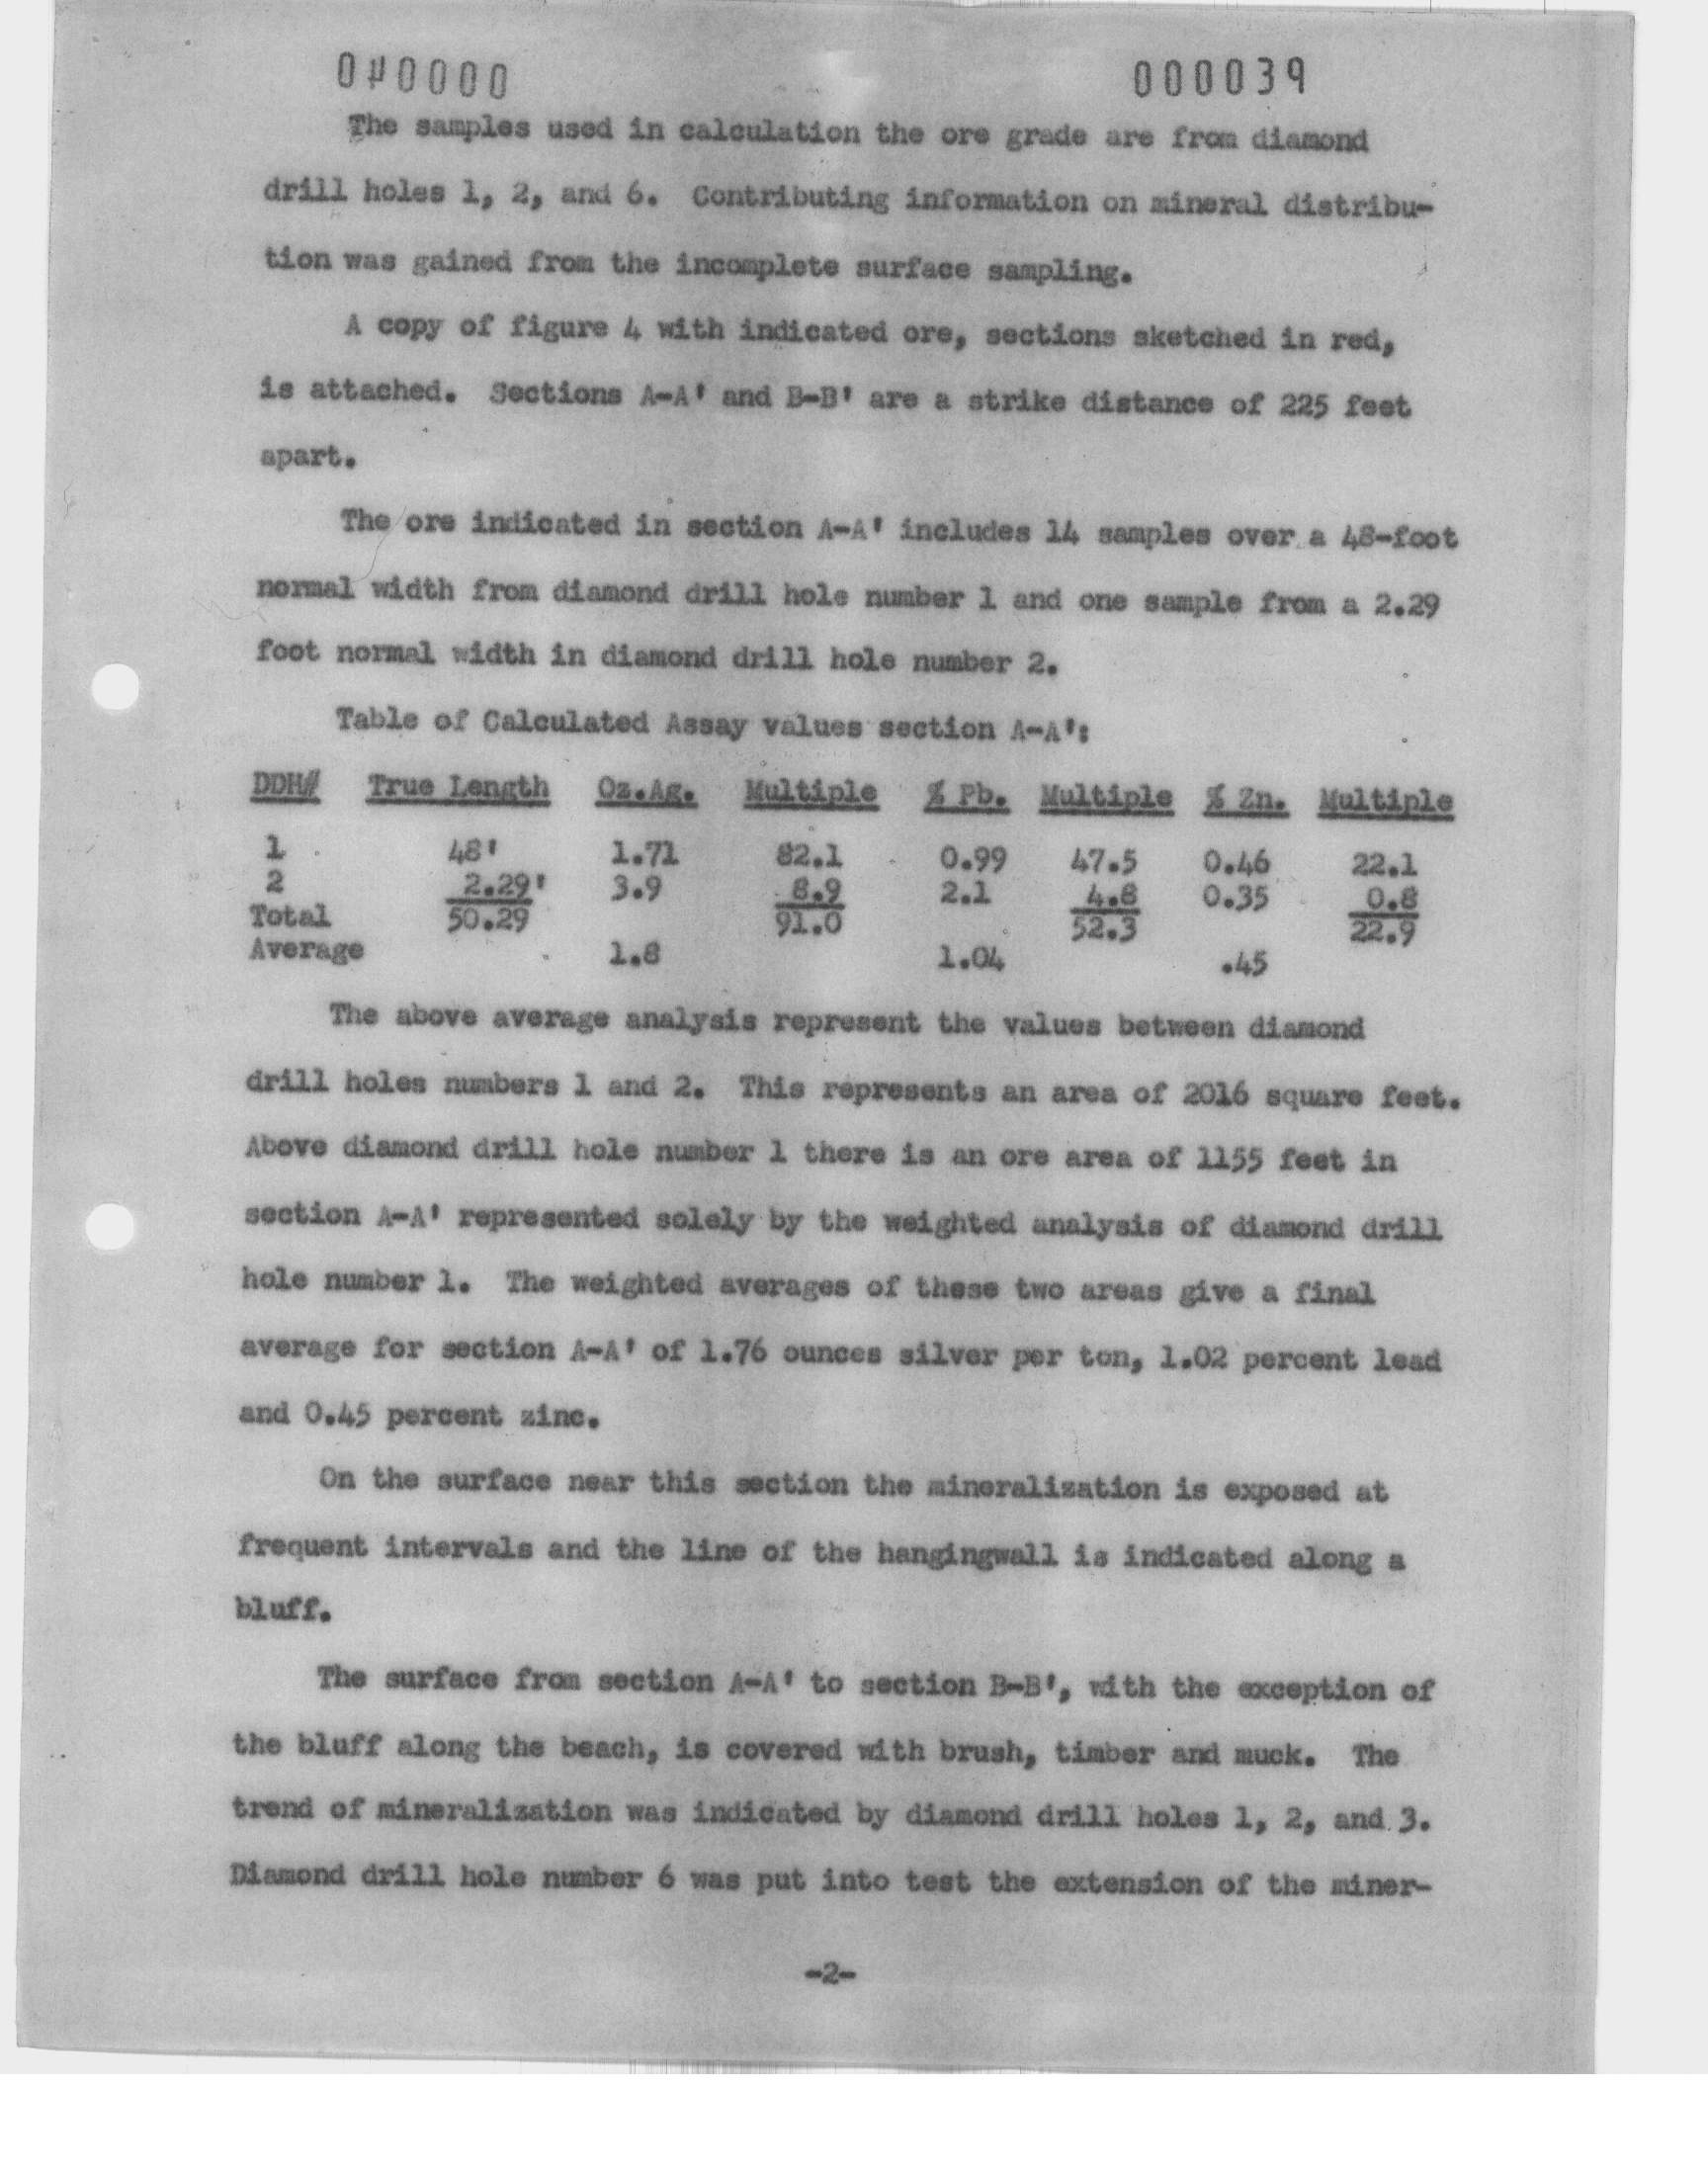 040000 000039
The samples used in calculation the ore grade are from diamond
drill holes 1, 2, and 6. Contributing information on mineral distribu-
tion was gained from the incomplete surface sampling.
A copy of figure 4 with indicated ore, sections sketched in red,
is attached. Sections A-A' and B-B' are a strike distance of 225 feet
apart.
The ore indicated in section A-A' includes 14 samples over a 48-foot
normal width from diamond drill hole number 1 and one sample from a 2.29
foot normal width in diamond drill hole number 2.
Table of Calculated Assay values section A-A':
DDH# True Length Oz.Ag. Multiple % Pb. Multiple % Zn. Multiple
1 48' 1.71 82.1 0.99 47.5 0.46 22.1
2 2.29' 3.9 8.9 2.1 4.8 0.35 0.8
Total 50.29 91.0 52.3 22.9
Average 1.8 1.04 .45
The above average analysis represent the values between diamond
drill holes numbers 1 and 2. This represents an area of 2016 square feet.
Above diamond drill hole number 1 there is an ore area of 1155 feet in
section A-A' represented solely by the weighted analysis of diamond drill
hole number 1. The weighted averages of these two areas give a final
average for section A-A' of 1.76 ounces silver per ton, 1.02 percent lead
and 0.45 percent zinc.
On the surface near this section the mineralization is exposed at
frequent intervals and the line of the hangingwall is indicated along a
bluff.
The surface from section A-A' to section B-B', with the exception of
the bluff along the beach, is covered with brush, timber and muck. The
trend of mineralization was indicated by diamond drill holes 1, 2, and 3.
Diamond drill hole number 6 was put into test the extension of the miner-
-2-